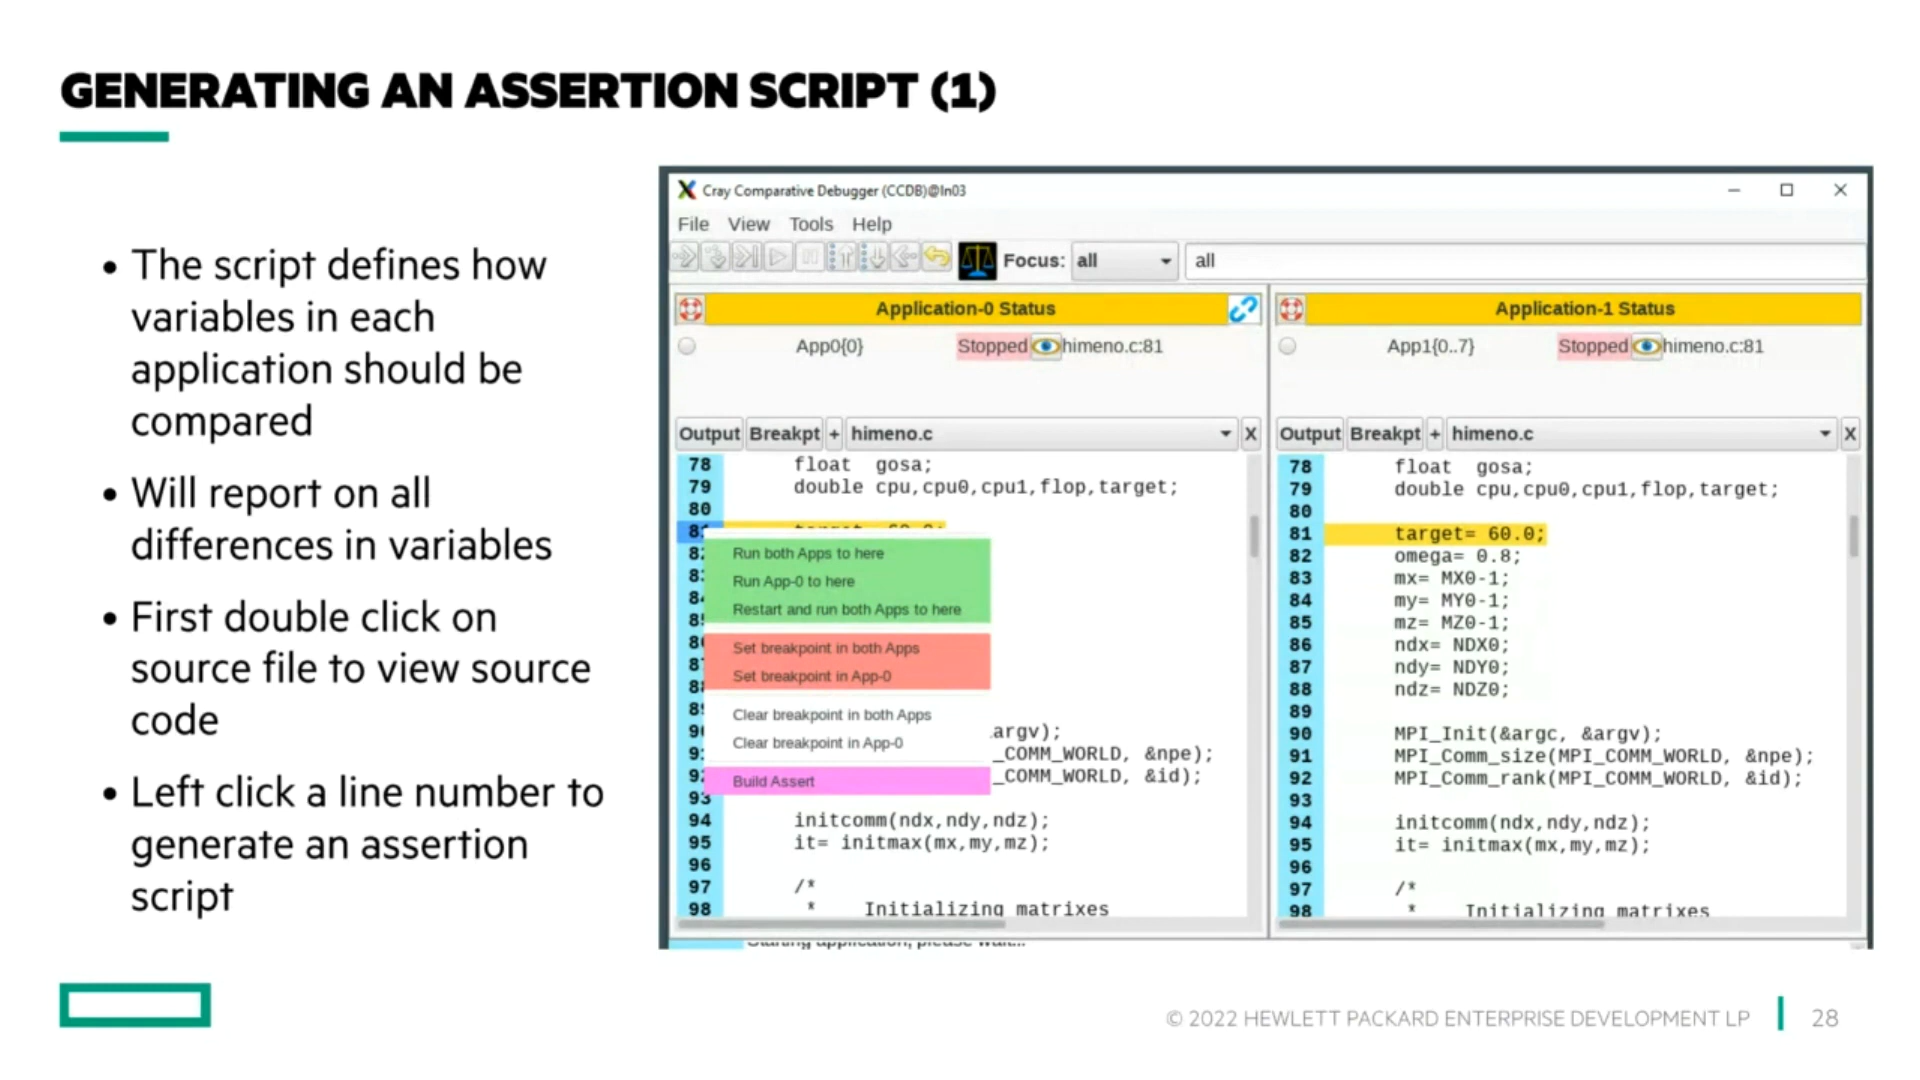 GENERATING AN ASSERTION SCRIPT (1)
• The script defines how
variables in each
application should be
compared
• Will report on all
differences in variables
• First double click on
source file to view source
code
• Left click a line number to
generate an assertion
script
Cray Comparative Debugger (CCDB)@ln03
File View Tools Help
Focus: all all
Application-0 Status
App0{0} Stopped himeno.c:81
Output Breakpt + himeno.c X
78 float gosa;
79 double cpu,cpu0,cpu1,flop,target;
80
Run both Apps to here
Run App-0 to here
Restart and run both Apps to here
Set breakpoint in both Apps
Set breakpoint in App-0
Clear breakpoint in both Apps
Clear breakpoint in App-0
Build Assert
argv);
_COMM_WORLD, &npe);
_COMM_WORLD, &id);
93
94 initcomm(ndx,ndy,ndz);
95 it= initmax(mx,my,mz);
96
97 /*
98 * Initializing matrixes
Starting application, please wait...
Application-1 Status
App1{0..7} Stopped himeno.c:81
Output Breakpt + himeno.c X
78 float gosa;
79 double cpu,cpu0,cpu1,flop,target;
80
81 target= 60.0;
82 omega= 0.8;
83 mx= MX0-1;
84 my= MY0-1;
85 mz= MZ0-1;
86 ndx= NDX0;
87 ndy= NDY0;
88 ndz= NDZ0;
89
90 MPI_Init(&argc, &argv);
91 MPI_Comm_size(MPI_COMM_WORLD, &npe);
92 MPI_Comm_rank(MPI_COMM_WORLD, &id);
93
94 initcomm(ndx,ndy,ndz);
95 it= initmax(mx,my,mz);
96
97 /*
98 * Initializing matrixes
© 2022 HEWLETT PACKARD ENTERPRISE DEVELOPMENT LP 28